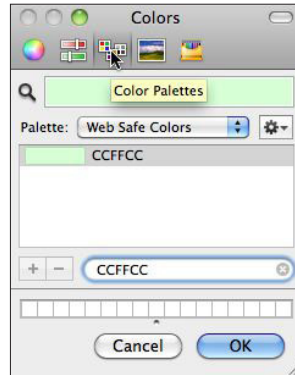 Colors
Color Palettes
Palette: Web Safe Colors
CCFFCC
+ − CCFFCC
Cancel OK